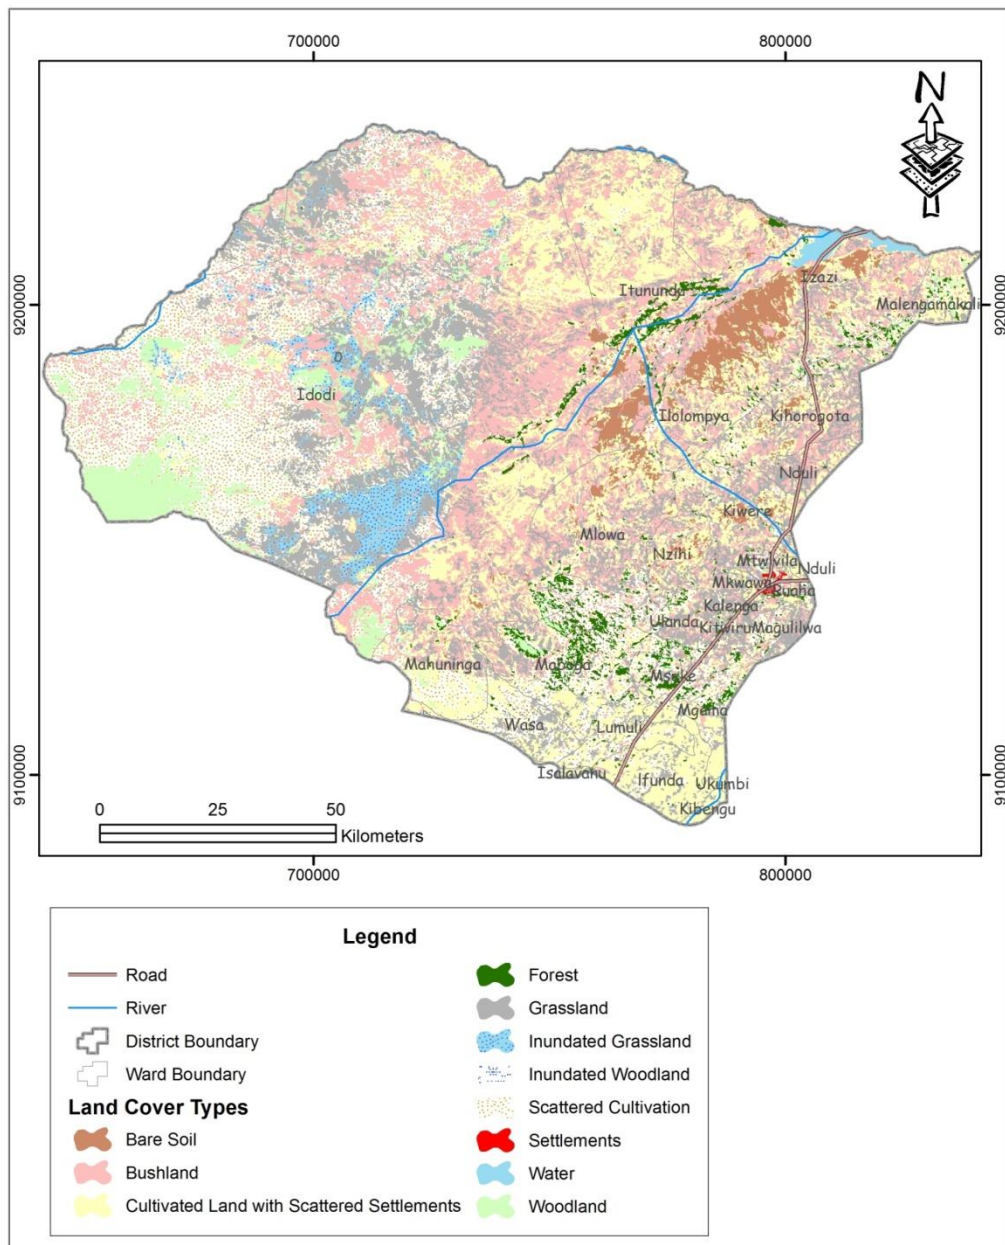 700000
800000
N
9200000
9200000
Izazi
Itununda
Malengamakali
D
Idodi
Ilolompya
Kihorogota
Nduli
Kiwere
Mlowa
Nzihi
Mtwivila
Nduli
Mkwawa
Ruaha
Kalenga
Ulanda
Kitwiru
Magulilwa
Mahuninga
Maboga
Mseke
Mgama
Wasa
Lumuli
Isalavanu
Ifunda
Ukumbi
Kibengu
9100000
9100000
0 25 50
Kilometers
700000
800000
Legend
Road
River
District Boundary
Ward Boundary
Land Cover Types
Bare Soil
Bushland
Cultivated Land with Scattered Settlements
Forest
Grassland
Inundated Grassland
Inundated Woodland
Scattered Cultivation
Settlements
Water
Woodland